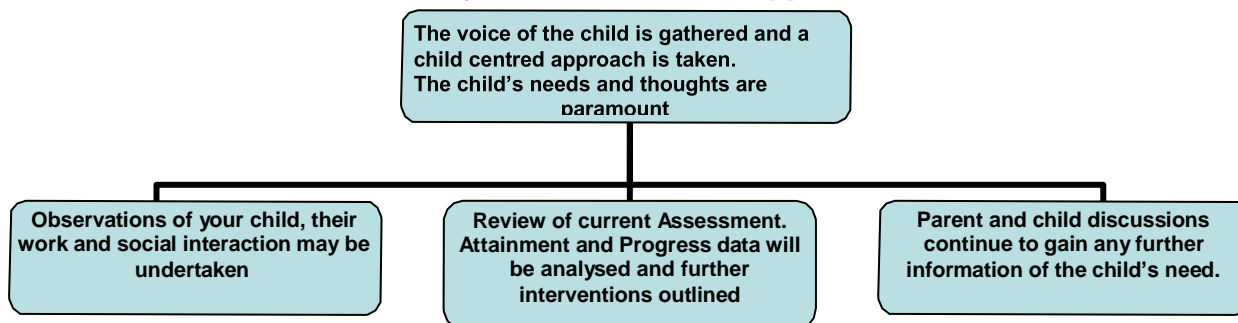 The voice of the child is gathered and a
child centred approach is taken.
The child's needs and thoughts are
paramount
Observations of your child, their
work and social interaction may be
undertaken
Review of current Assessment.
Attainment and Progress data will
be analysed and further
interventions outlined
Parent and child discussions
continue to gain any further
information of the child's need.